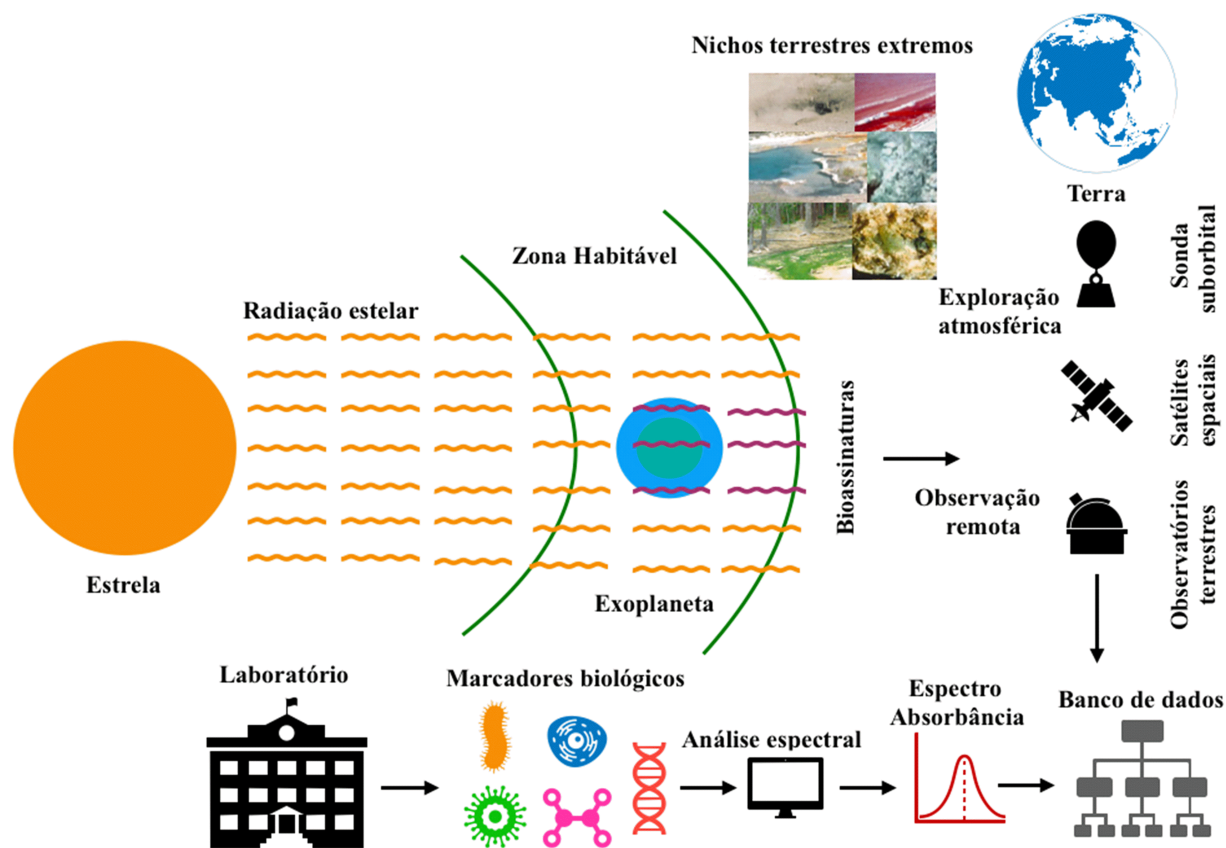 Nichos terrestres extremos
Terra
Zona Habitável
Radiação estelar
Exploração
atmosférica
Sonda
suborbital
Satélites
espaciais
Bioassinaturas
Observação
remota
Observatórios
terrestres
Estrela
Exoplaneta
Laboratório
Marcadores biológicos
Análise espectral
Espectro
Absorbância
Banco de dados